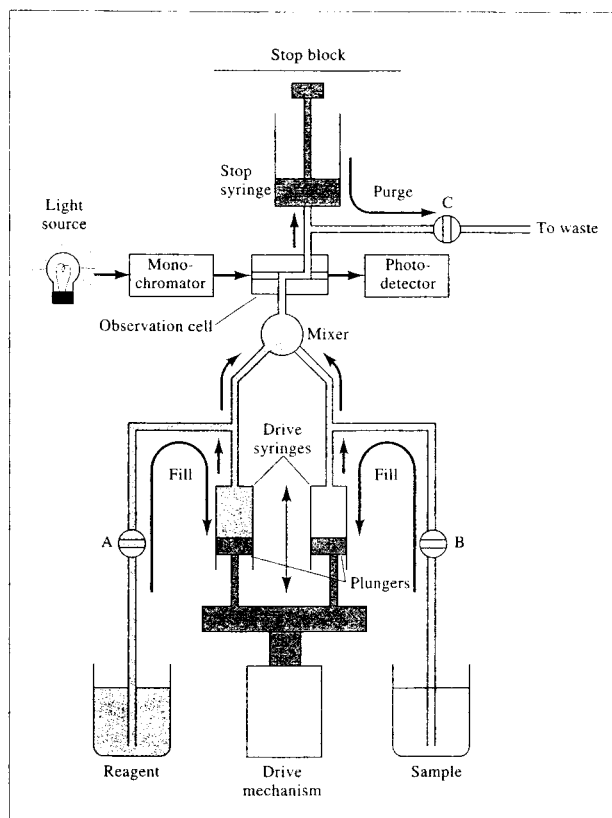 Stop block
Stop
syringe
Purge
C
To waste
Light
source
Mono-
chromator
Photo-
detector
Observation cell
Mixer
Drive
syringes
Fill
Fill
A
B
Plungers
Reagent
Drive
mechanism
Sample